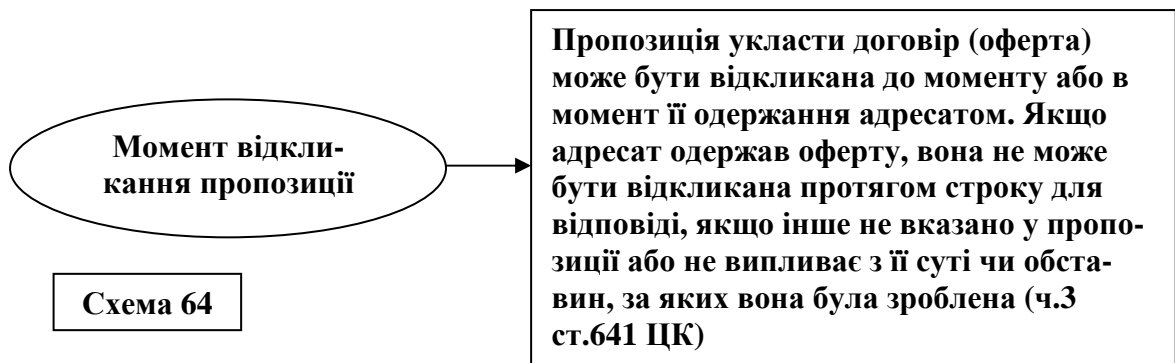 Момент відкли-
кання пропозиції
Пропозиція укласти договір (оферта)
може бути відкликана до моменту або в
момент її одержання адресатом. Якщо
адресат одержав оферту, вона не може
бути відкликана протягом строку для
відповіді, якщо інше не вказано у пропо-
зиції або не випливає з її суті чи обста-
вин, за яких вона була зроблена (ч.3
ст.641 ЦК)
Схема 64